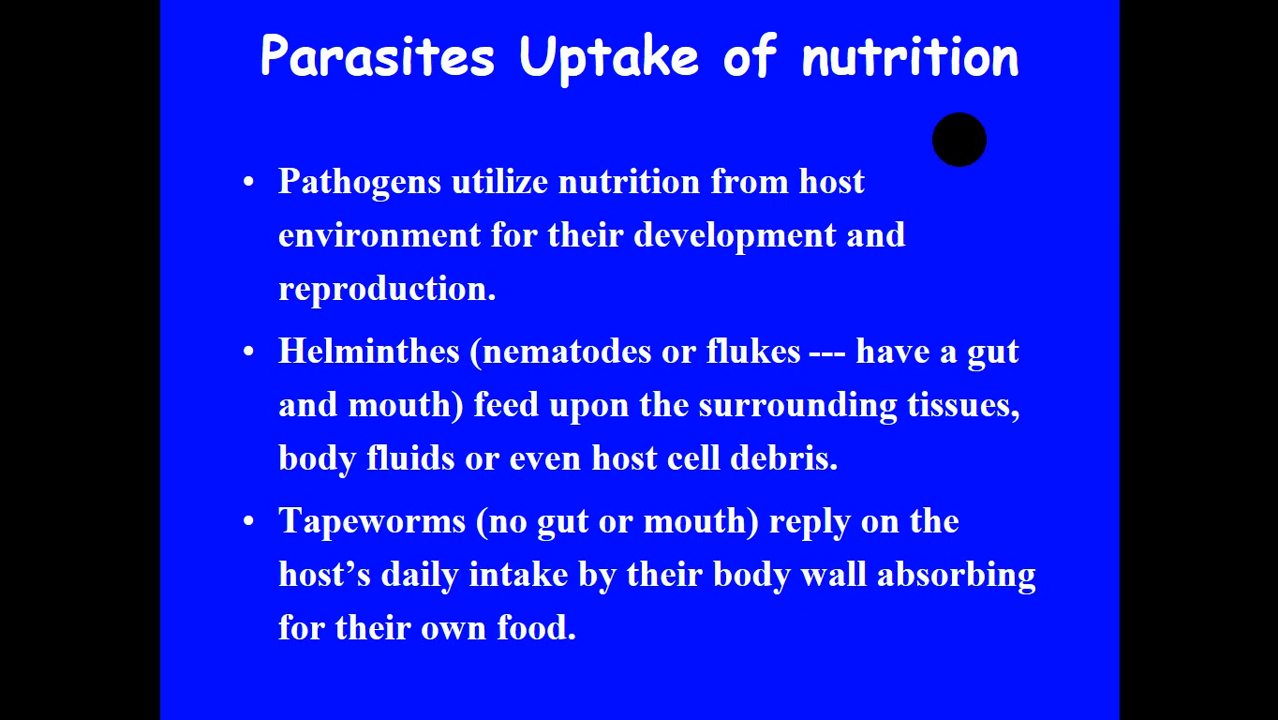 Parasites Uptake of nutrition
• Pathogens utilize nutrition from host
environment for their development and
reproduction.
• Helminthes (nematodes or flukes --- have a gut
and mouth) feed upon the surrounding tissues,
body fluids or even host cell debris.
• Tapeworms (no gut or mouth) reply on the
host’s daily intake by their body wall absorbing
for their own food.